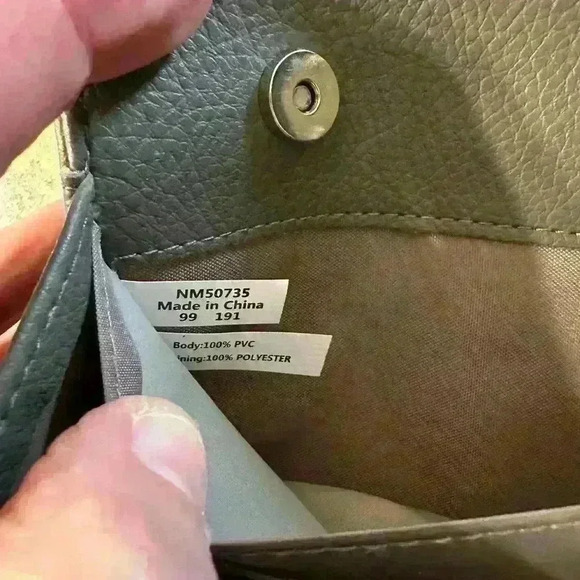 NM50735
Made in China
99 191
Body:100% PVC
ining:100% POLYESTER